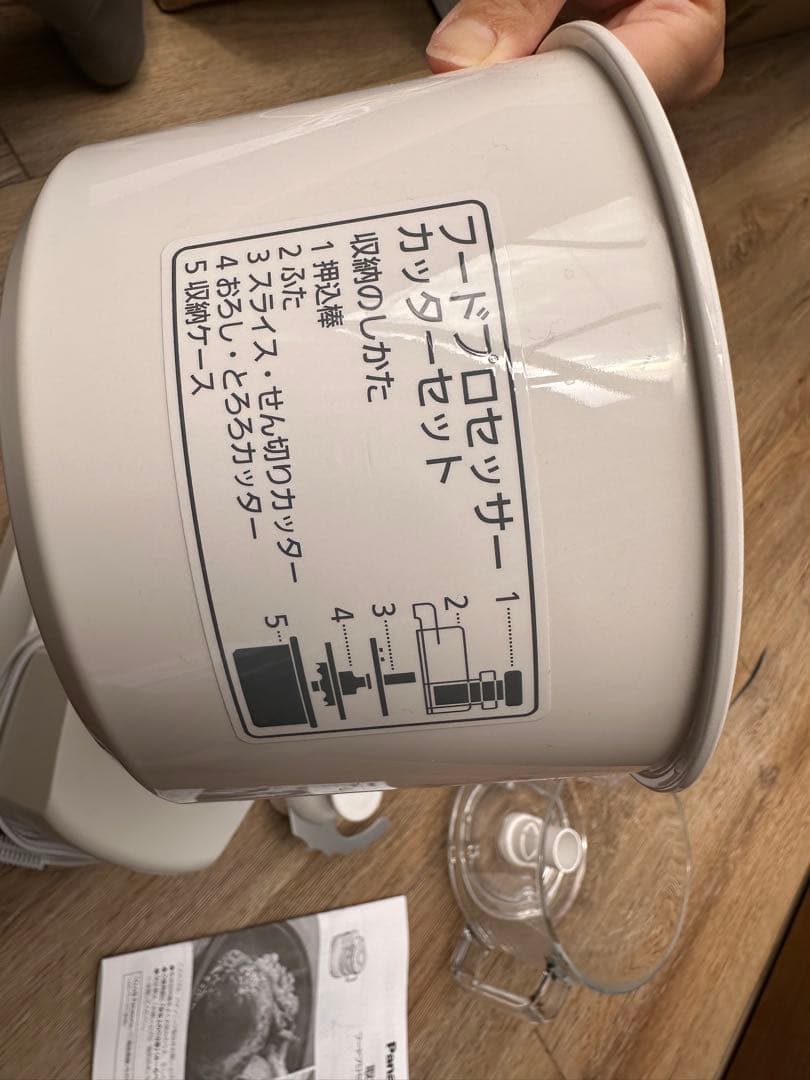 フードプロセッサー
カッターセット
収納のしかた
1 押込棒
2 ふた
3 スライス・せん切りカッター
4 おろし・とろろカッター
5 収納ケース
1
2
3
4
5